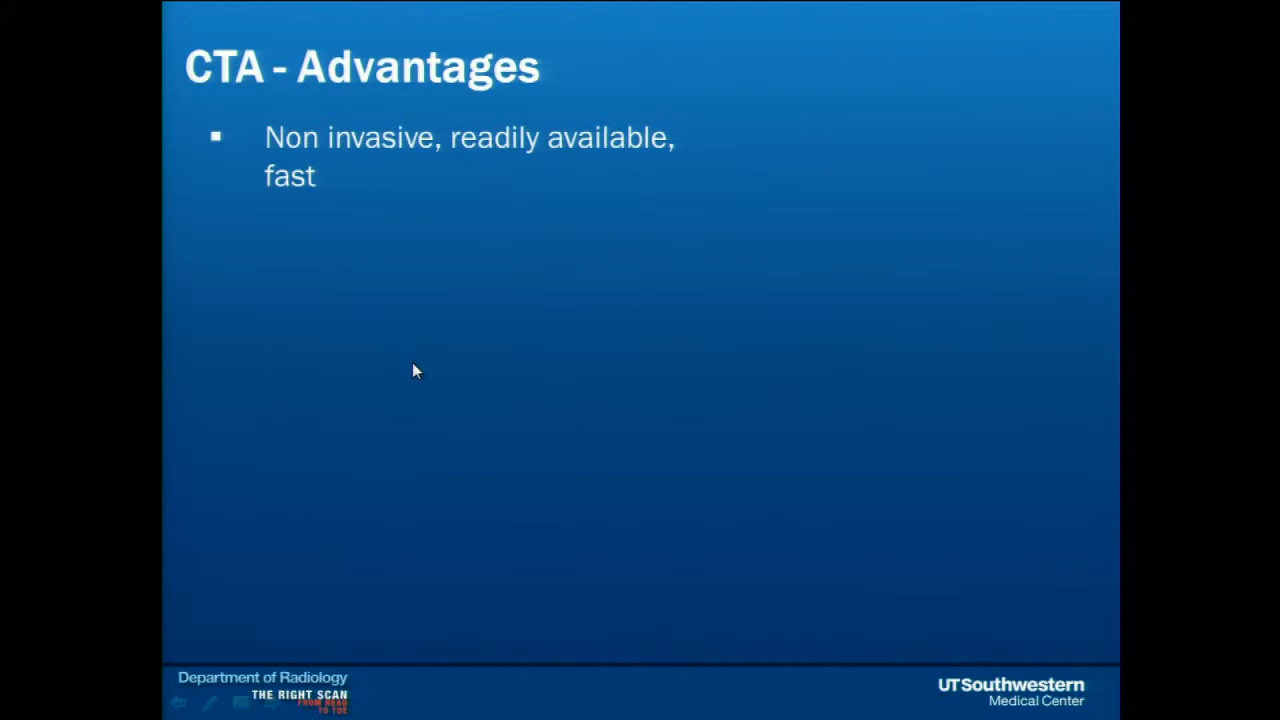 CTA - Advantages
Non invasive, readily available,
fast
Department of Radiology
THE RIGHT SCAN
FROM HEAD
TO TOE
UTSouthwestern
Medical Center